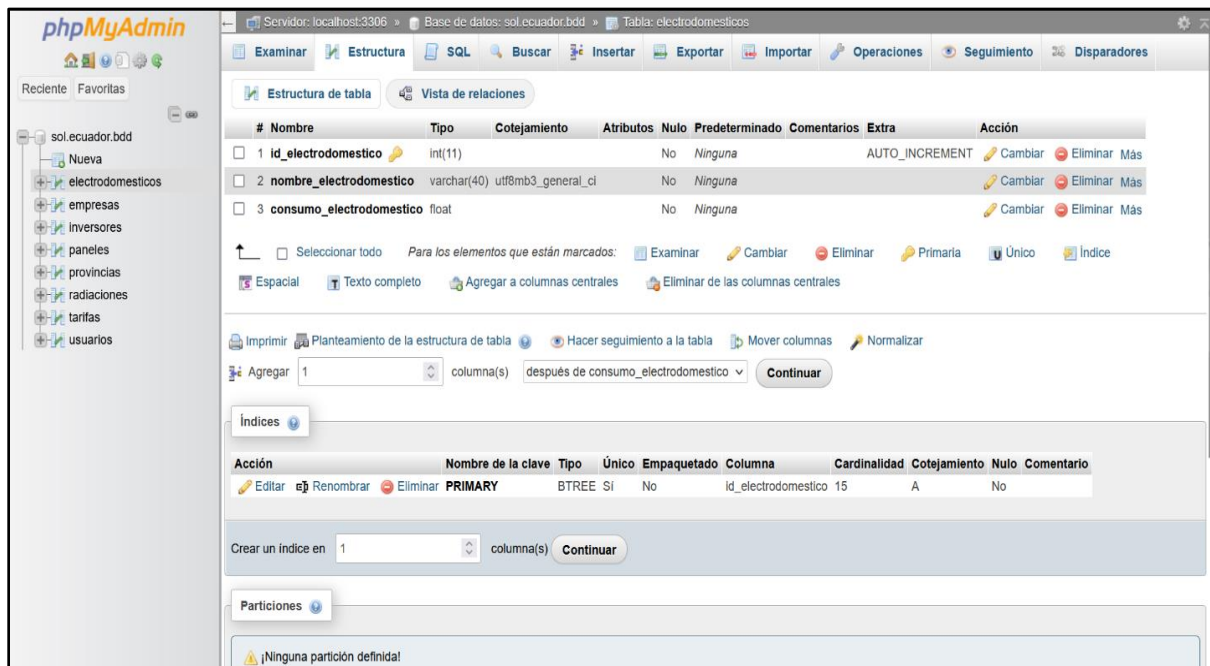 phpMyAdmin
Reciente Favoritas
sol.ecuador.bdd
Nueva
electrodomesticos
empresas
inversores
paneles
provincias
radiaciones
tarifas
usuarios
Servidor: localhost:3306 » Base de datos: sol.ecuador.bdd » Tabla: electrodomesticos
Examinar Estructura SQL Buscar Insertar Exportar Importar Operaciones Seguimiento Disparadores
Estructura de tabla Vista de relaciones
# Nombre Tipo Cotejamiento Atributos Nulo Predeterminado Comentarios Extra Acción
1 id_electrodomestico int(11) No Ninguna AUTO_INCREMENT Cambiar Eliminar Más
2 nombre_electrodomestico varchar(40) utf8mb3_general_ci No Ninguna Cambiar Eliminar Más
3 consumo_electrodomestico float No Ninguna Cambiar Eliminar Más
Seleccionar todo Para los elementos que están marcados: Examinar Cambiar Eliminar Primaria Único Índice
Espacial Texto completo Agregar a columnas centrales Eliminar de las columnas centrales
Imprimir Planteamiento de la estructura de tabla Hacer seguimiento a la tabla Mover columnas Normalizar
Agregar 1 columna(s) después de consumo_electrodomestico Continuar
Índices
Acción Nombre de la clave Tipo Único Empaquetado Columna Cardinalidad Cotejamiento Nulo Comentario
Editar Renombrar Eliminar PRIMARY BTREE Sí No id_electrodomestico 15 A No
Crear un índice en 1 columna(s) Continuar
Particiones
¡Ninguna partición definida!